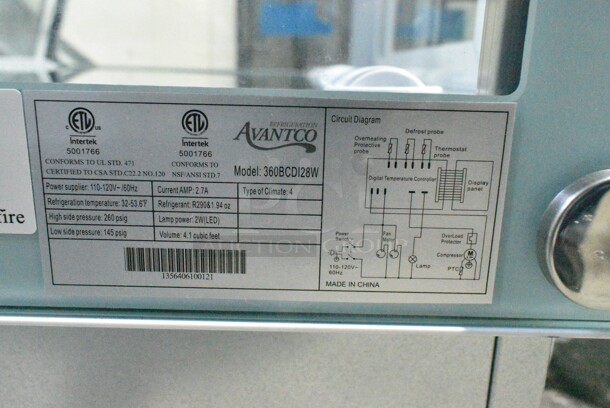 fire
c ETL us
Intertek
5001766
CONFORMS TO UL STD. 471
CERTIFIED TO CSA STD.C22.2 NO.120
ETL
Intertek
5001766
CONFORMS TO
NSF/ANSI STD.7
REFRIGERATION
AVANTCO
Model: 360BCDI28W
Power supplier: 110-120V~/60Hz
Current AMP: 2.7A
Type of Climate: 4
Refrigeration temperature: 32-53.6℉
Refrigerant: R290&1.94 oz
High side pressure: 260 psig
Lamp power: 2W(LED)
Low side pressure: 145 psig
Volume: 4.1 cubic feet
1356406100121
Circuit Diagram
Overheating
Protective
probe
Defrost probe
Thermostat
probe
Digital Temperature Controller
Display
panel
Power
Switch
Fan
Motor
110-120V~
60Hz
Lamp
OverLoad
Protector
Compressor
PTC
MADE IN CHINA